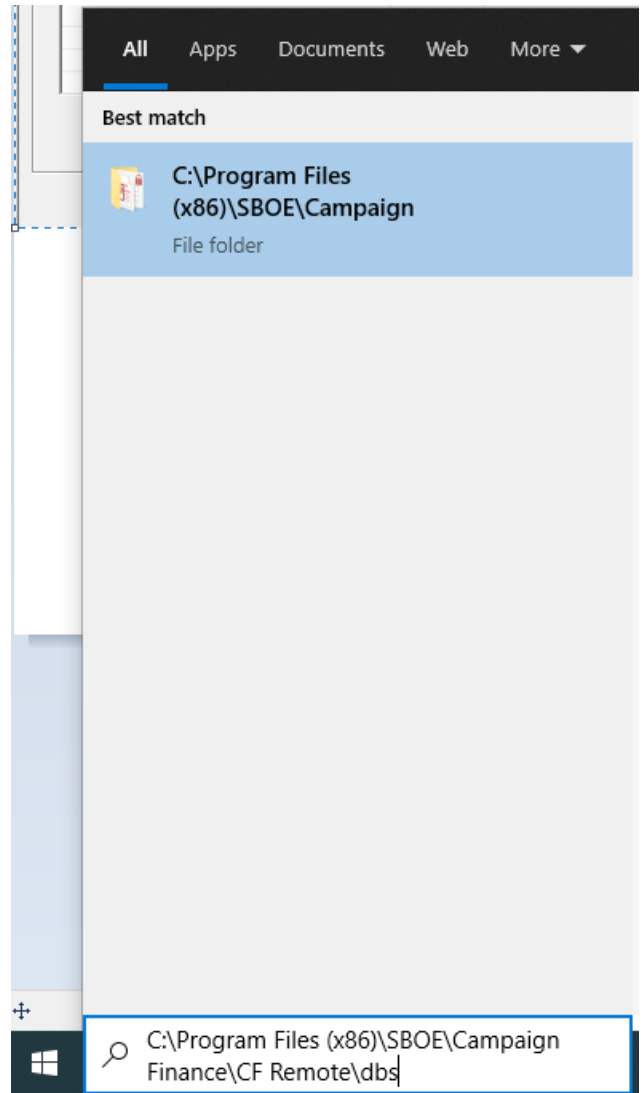 All Apps Documents Web More
Best match
C:\Program Files
(x86)\SBOE\Campaign
File folder
C:\Program Files (x86)\SBOE\Campaign
Finance\CF Remote\dbs